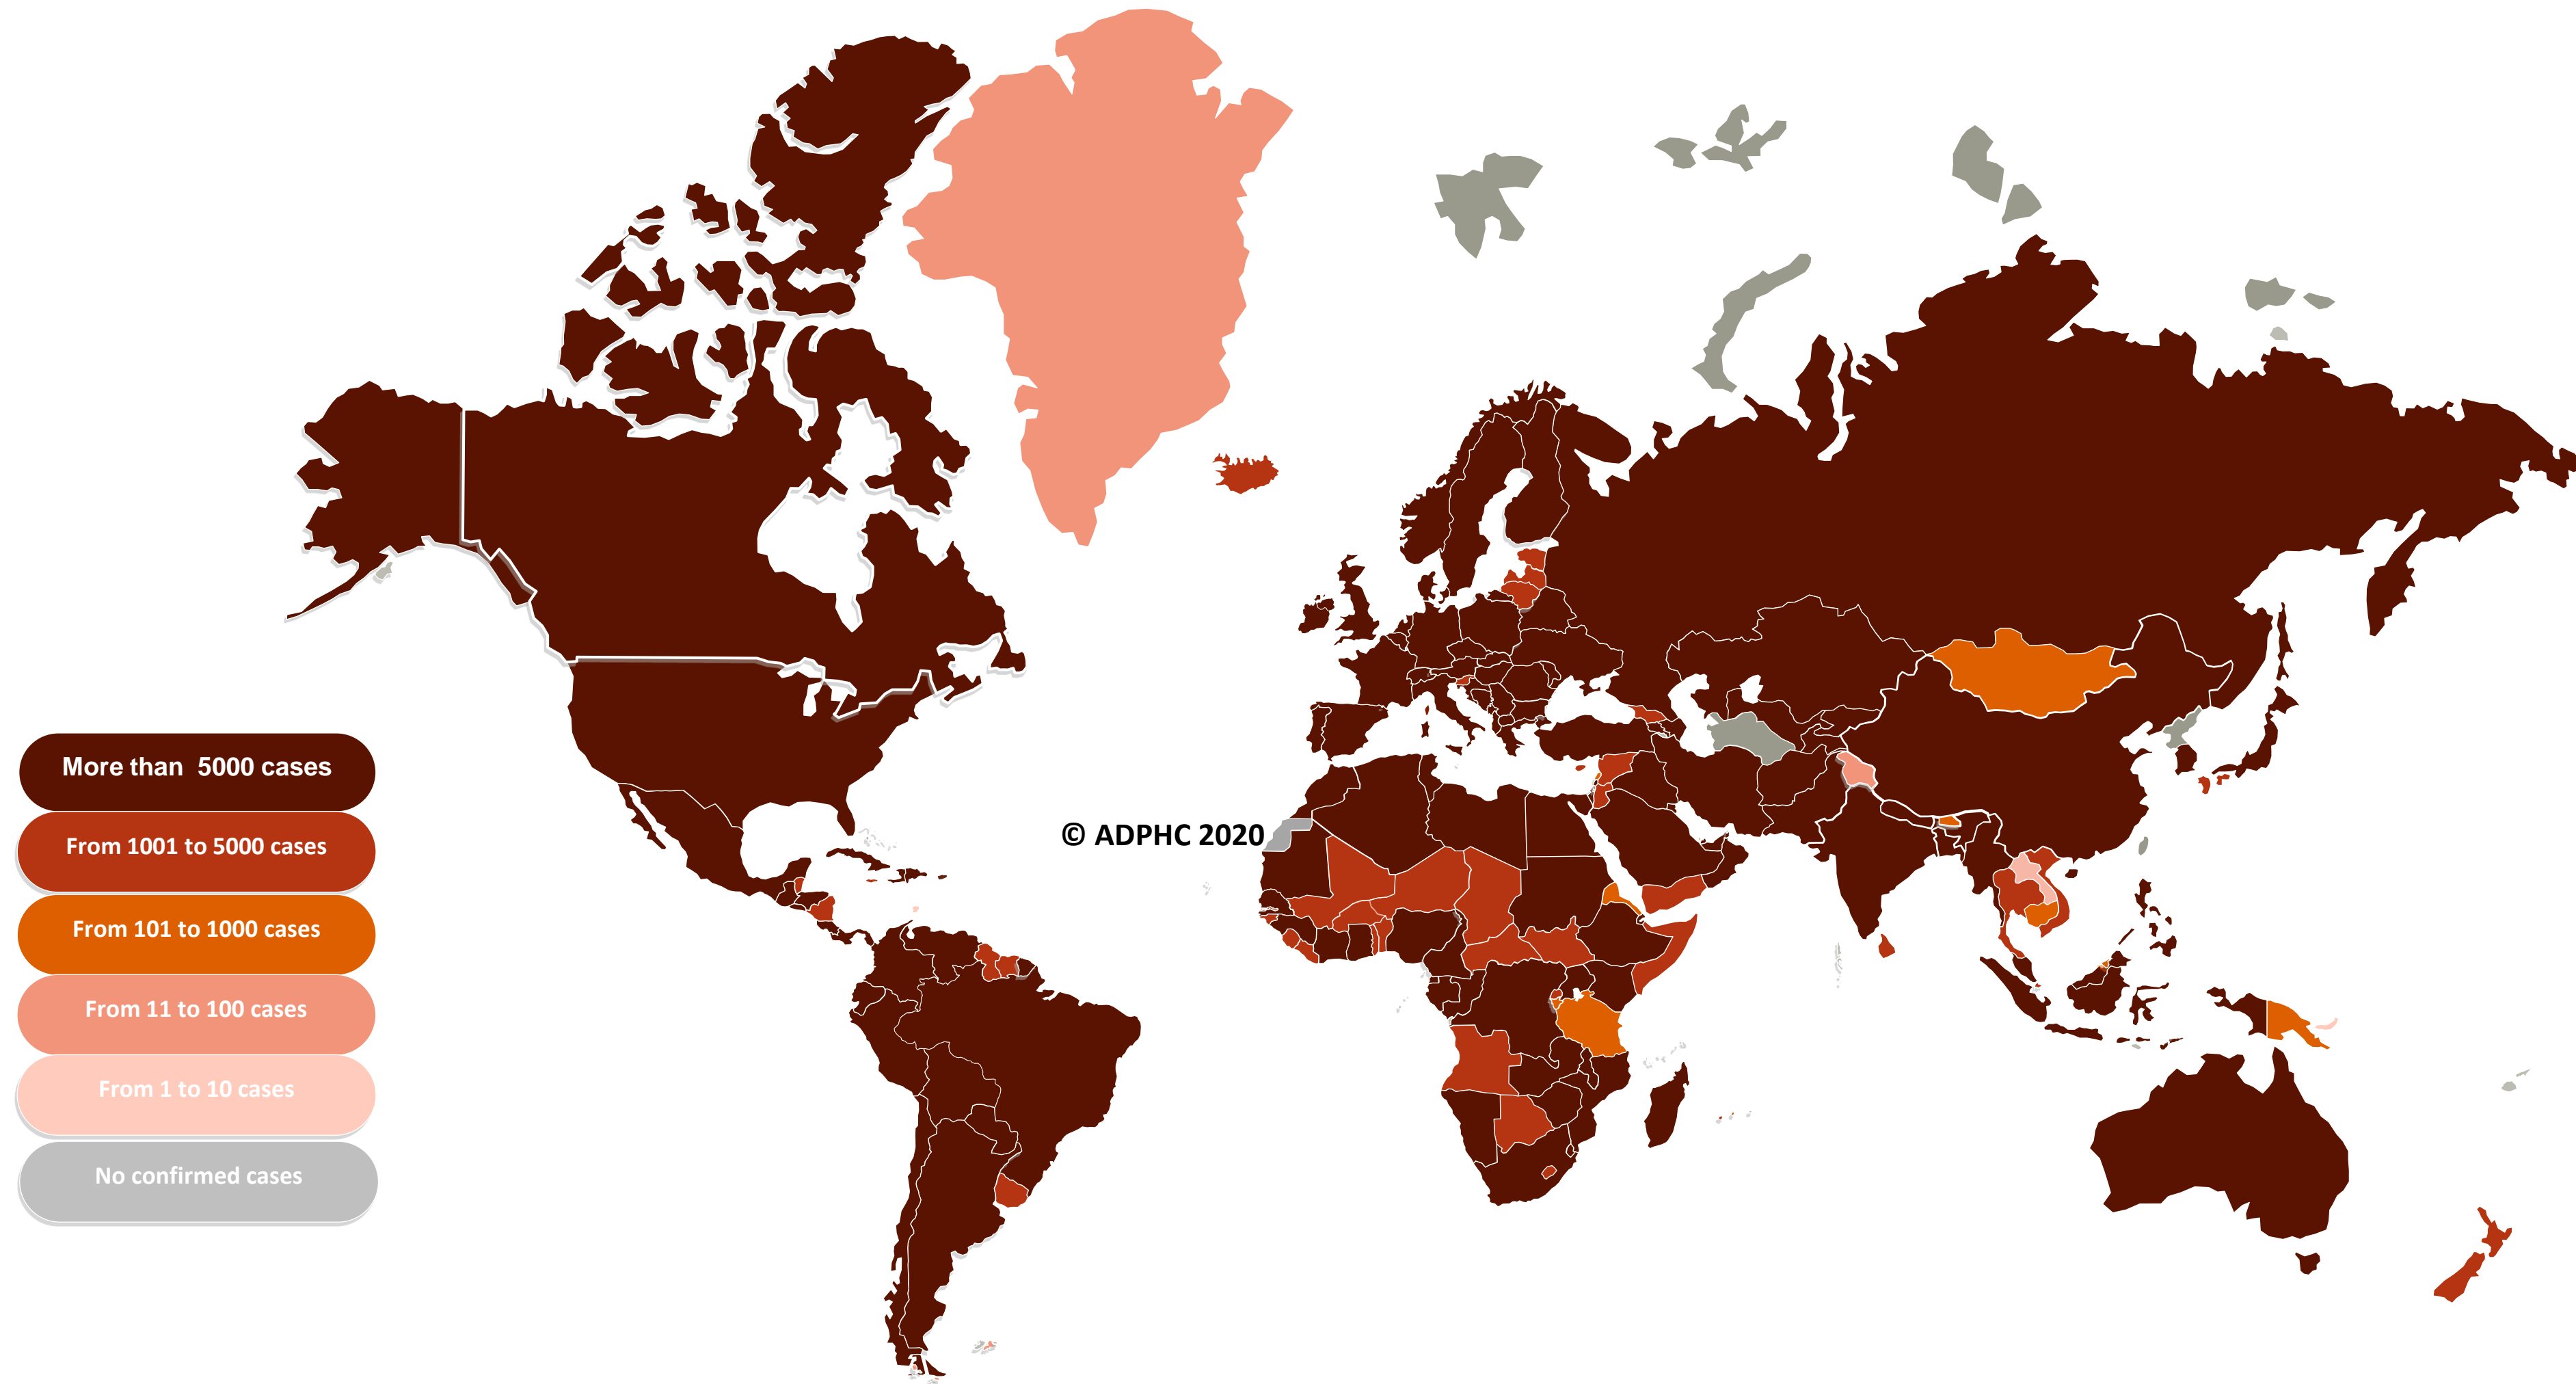 More than  5000 cases
From 1001 to 5000 cases
From 101 to 1000 cases
From 11 to 100 cases
From 1 to 10 cases
No confirmed cases
© ADPHC 2020